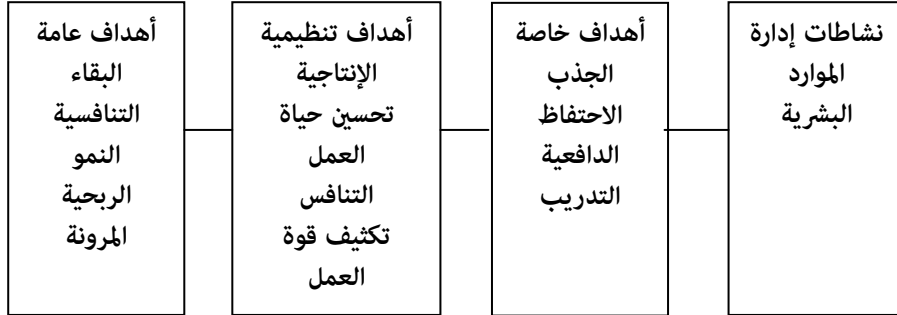 نشاطات إدارة
الموارد
البشرية
أهداف خاصة
الجذب
الاحتفاظ
الدافعية
التدريب
أهداف تنظيمية
الإنتاجية
تحسين حياة
العمل
التنافس
تكثيف قوة
العمل
أهداف عامة
البقاء
التنافسية
النمو
الربحية
المرونة